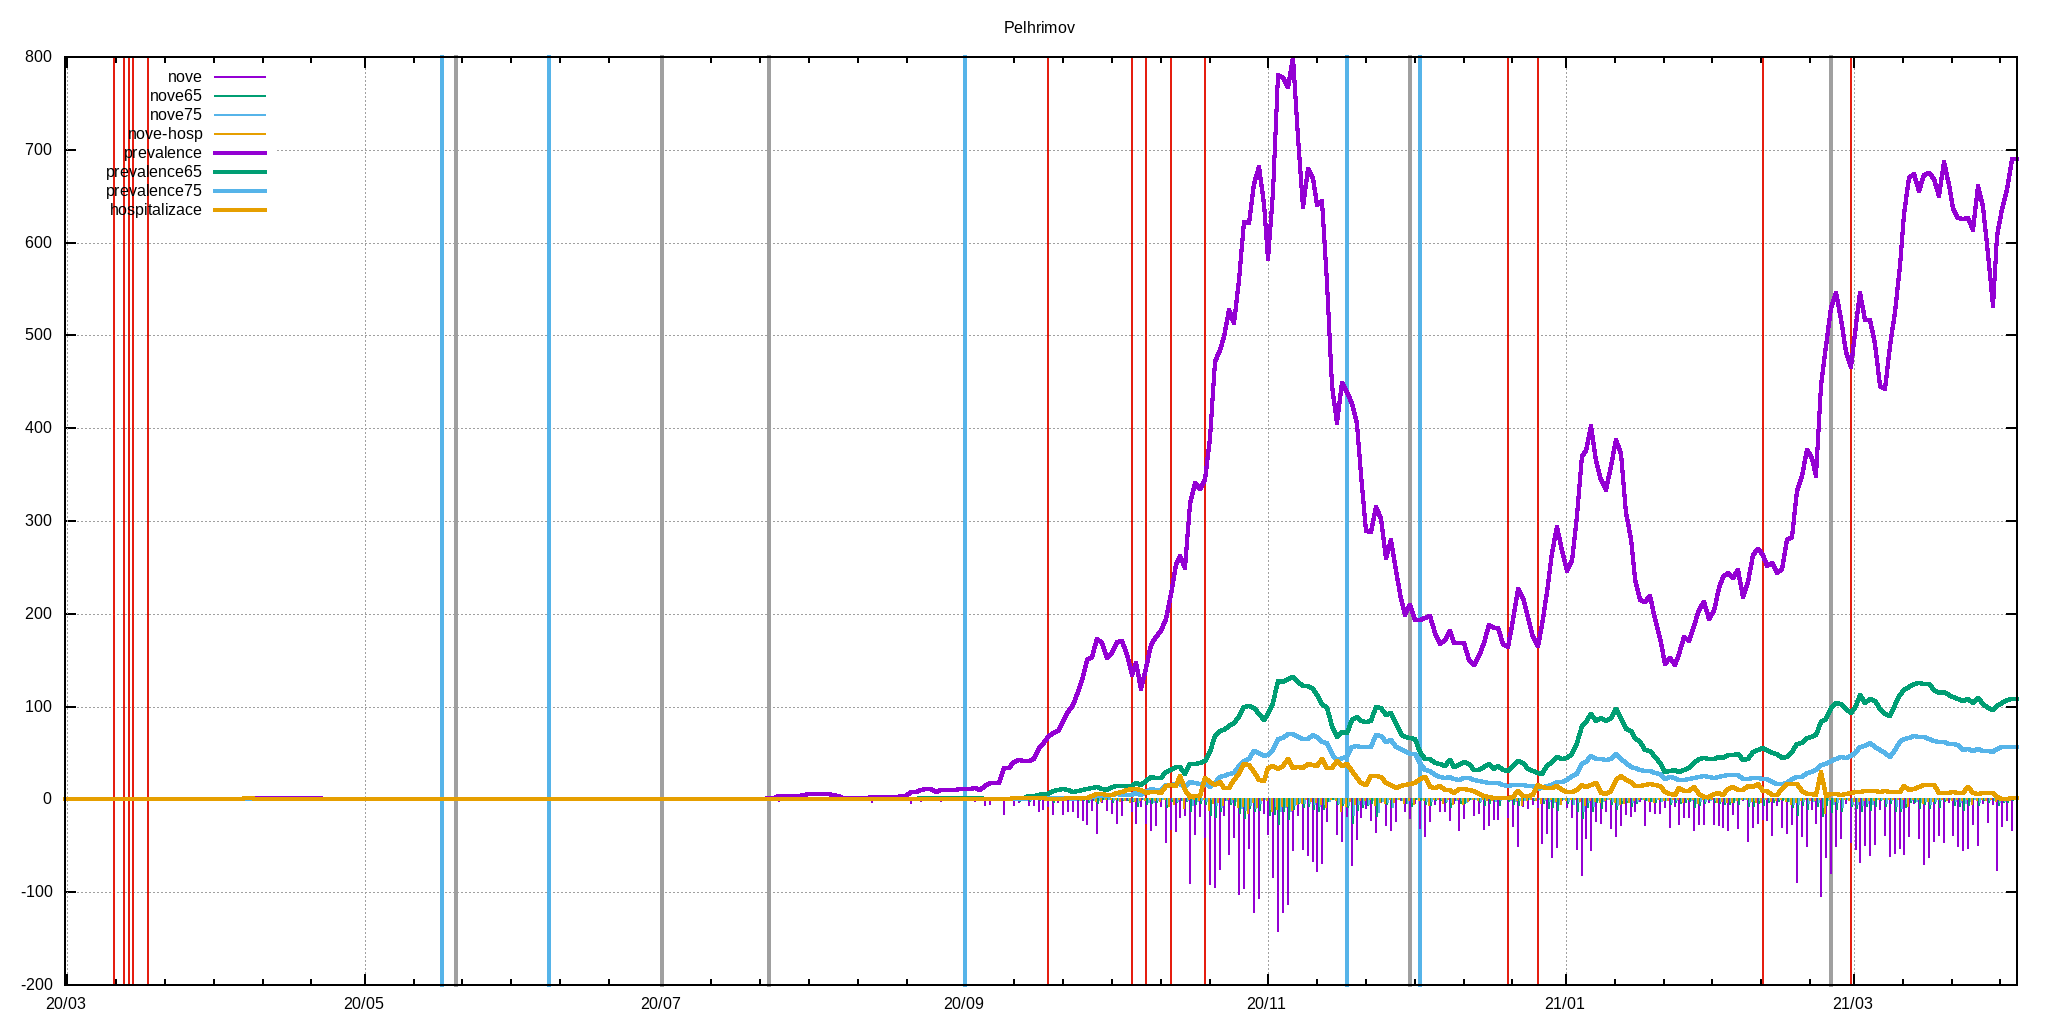 Pelhrimov
800
700
600
500
400
300
200
100
0
-100
-200
nove
nove65
nove75
nove-hosp
prevalence
prevalence65
prevalence75
hospitalizace
20/03 20/05 20/07 20/09 20/11 21/01 21/03